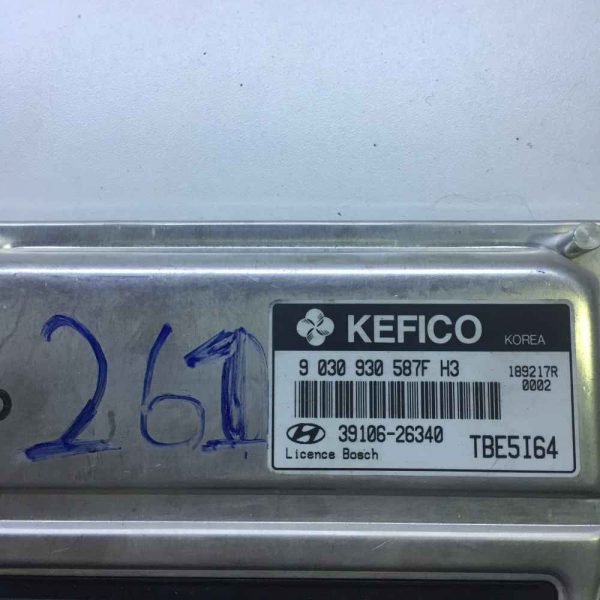 261
KEFICO KOREA
9 030 930 587F H3 189217R
0002
39106-26340 TBE5I64
Licence Bosch